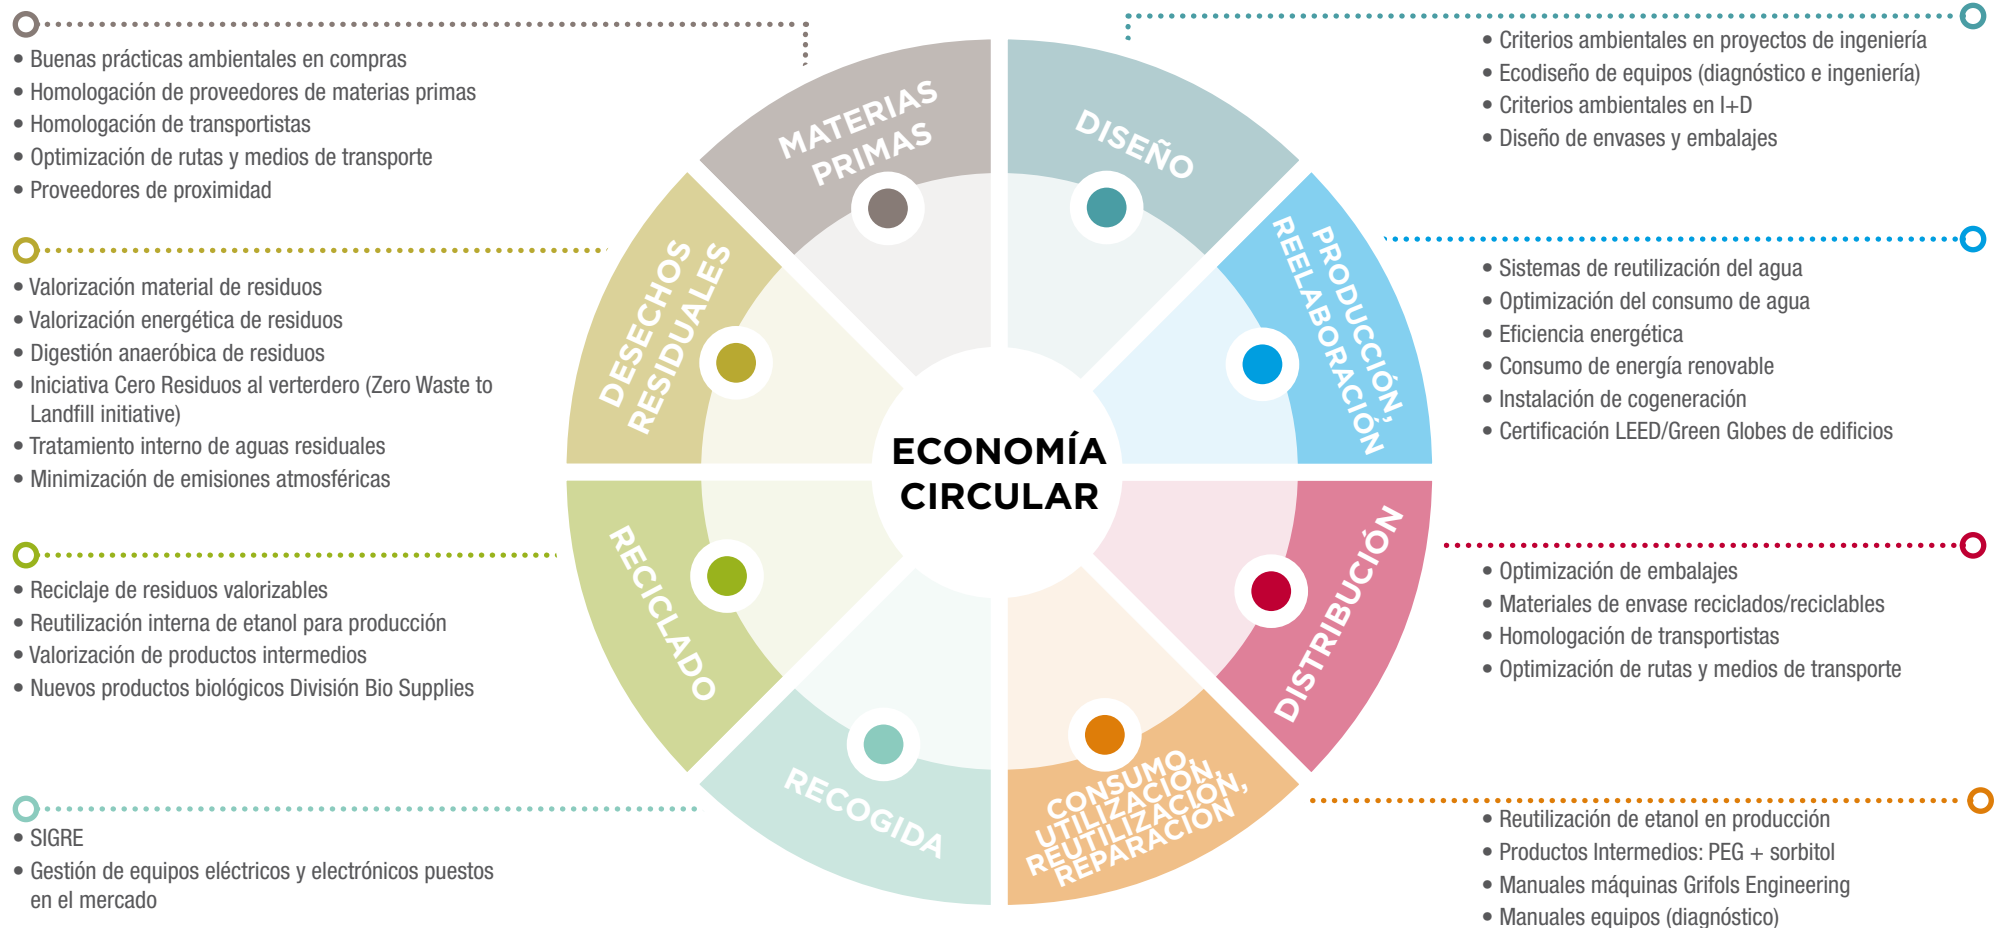 • Buenas prácticas ambientales en compras
• Homologación de proveedores de materias primas
• Homologación de transportistas
• Optimización de rutas y medios de transporte
• Proveedores de proximidad
• Valorización material de residuos
• Valorización energética de residuos
• Digestión anaeróbica de residuos
• Iniciativa Cero Residuos al verterdero (Zero Waste to
Landfill initiative)
• Tratamiento interno de aguas residuales
• Minimización de emisiones atmosféricas
• Reciclaje de residuos valorizables
• Reutilización interna de etanol para producción
• Valorización de productos intermedios
• Nuevos productos biológicos División Bio Supplies
• SIGRE
• Gestión de equipos eléctricos y electrónicos puestos
en el mercado
MATERIAS
PRIMAS
DISEÑO
PRODUCCIÓN,
REELABORACIÓN
DISTRIBUCIÓN
CONSUMO,
UTILIZACIÓN,
REUTILIZACIÓN,
REPARACIÓN
RECOGIDA
RECICLADO
DESECHOS
RESIDUALES
ECONOMÍA
CIRCULAR
• Criterios ambientales en proyectos de ingeniería
• Ecodiseño de equipos (diagnóstico e ingeniería)
• Criterios ambientales en I+D
• Diseño de envases y embalajes
• Sistemas de reutilización del agua
• Optimización del consumo de agua
• Eficiencia energética
• Consumo de energía renovable
• Instalación de cogeneración
• Certificación LEED/Green Globes de edificios
• Optimización de embalajes
• Materiales de envase reciclados/reciclables
• Homologación de transportistas
• Optimización de rutas y medios de transporte
• Reutilización de etanol en producción
• Productos Intermedios: PEG + sorbitol
• Manuales máquinas Grifols Engineering
• Manuales equipos (diagnóstico)